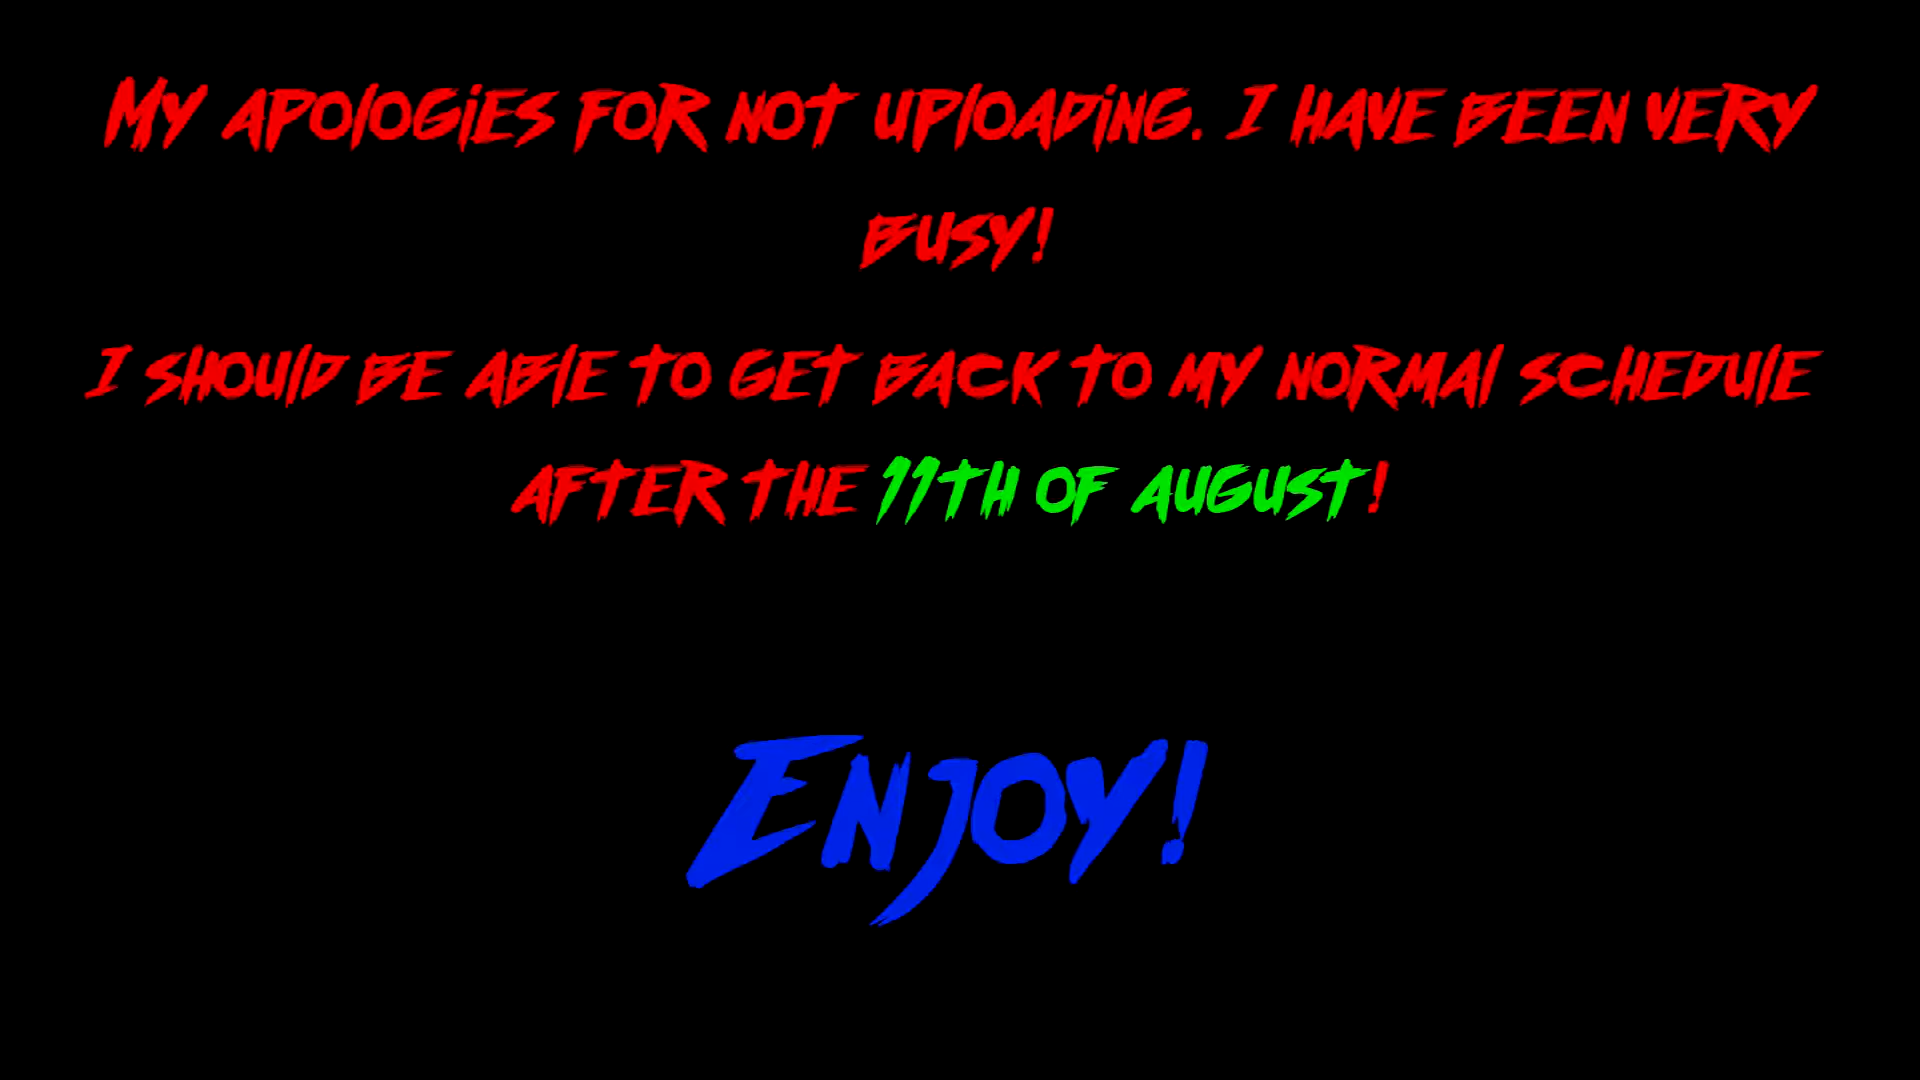 My apologies for not uploading. I have been very
busy!
I should be able to get back to my normal schedule
after the 11th of august!
Enjoy!